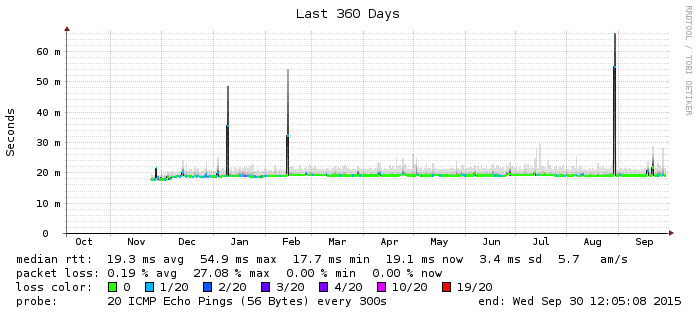 Last 360 Days
RRDTOOL / TOBI OETIKER
Seconds
60 m
50 m
40 m
30 m
20 m
10 m
0
Oct Nov Dec Jan Feb Mar Apr May Jun Jul Aug Sep
median rtt: 19.3 ms avg 54.9 ms max 17.7 ms min 19.1 ms now 3.4 ms sd 5.7 am/s
packet loss: 0.19 % avg 27.08 % max 0.00 % min 0.00 % now
loss color: 0 1/20 2/20 3/20 4/20 10/20 19/20
probe: 20 ICMP Echo Pings (56 Bytes) every 300s end: Wed Sep 30 12:05:08 2015